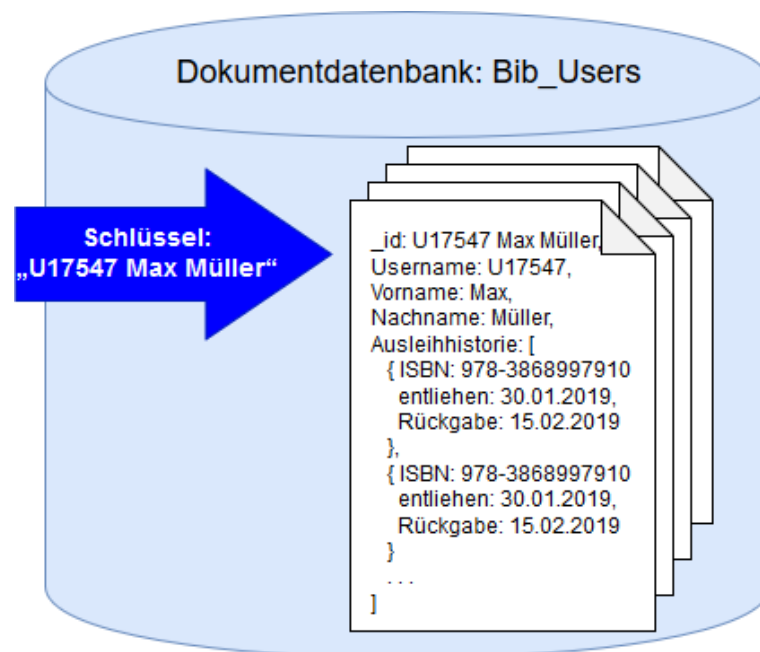 Dokumentdatenbank: Bib_Users
Schlüssel:
„U17547 Max Müller“
_id: U17547 Max Müller,
Username: U17547,
Vorname: Max,
Nachname: Müller,
Ausleihhistorie: [
{ ISBN: 978-3868997910
entliehen: 30.01.2019,
Rückgabe: 15.02.2019
},
{ ISBN: 978-3868997910
entliehen: 30.01.2019,
Rückgabe: 15.02.2019
}
. . .
]